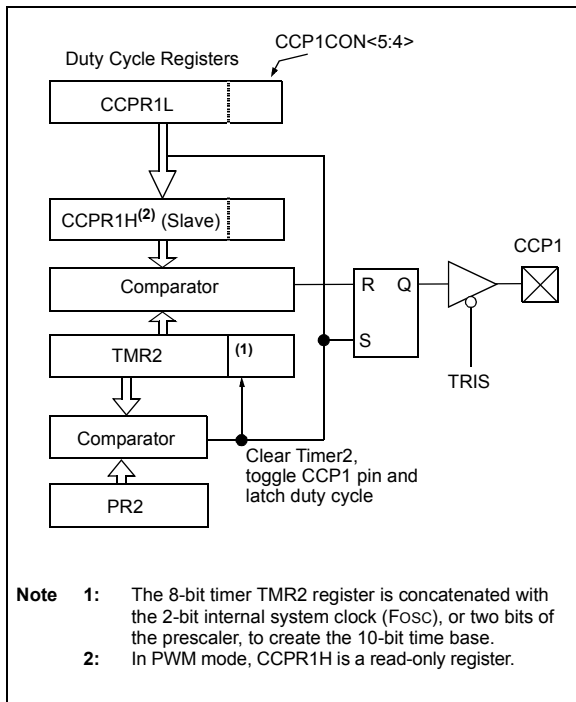 CCP1CON<5:4>
Duty Cycle Registers
CCPR1L
CCPR1H(2) (Slave)
CCP1
Comparator
R Q
TMR2
(1)
S
TRIS
Comparator
Clear Timer2,
toggle CCP1 pin and
latch duty cycle
PR2
Note 1: The 8-bit timer TMR2 register is concatenated with
the 2-bit internal system clock (FOSC), or two bits of
the prescaler, to create the 10-bit time base.
2: In PWM mode, CCPR1H is a read-only register.